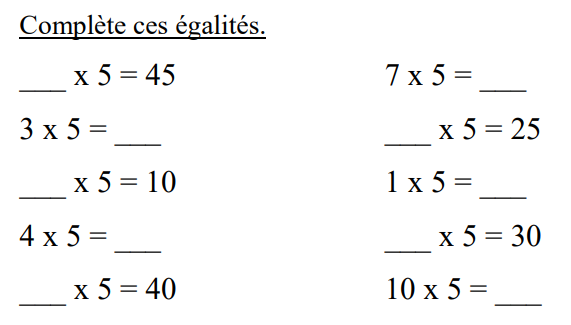 Complète ces égalités.
___ x 5 = 45
7 x 5 = ___
3 x 5 = ___
___ x 5 = 25
___ x 5 = 10
1 x 5 = ___
4 x 5 = ___
___ x 5 = 30
___ x 5 = 40
10 x 5 = ___